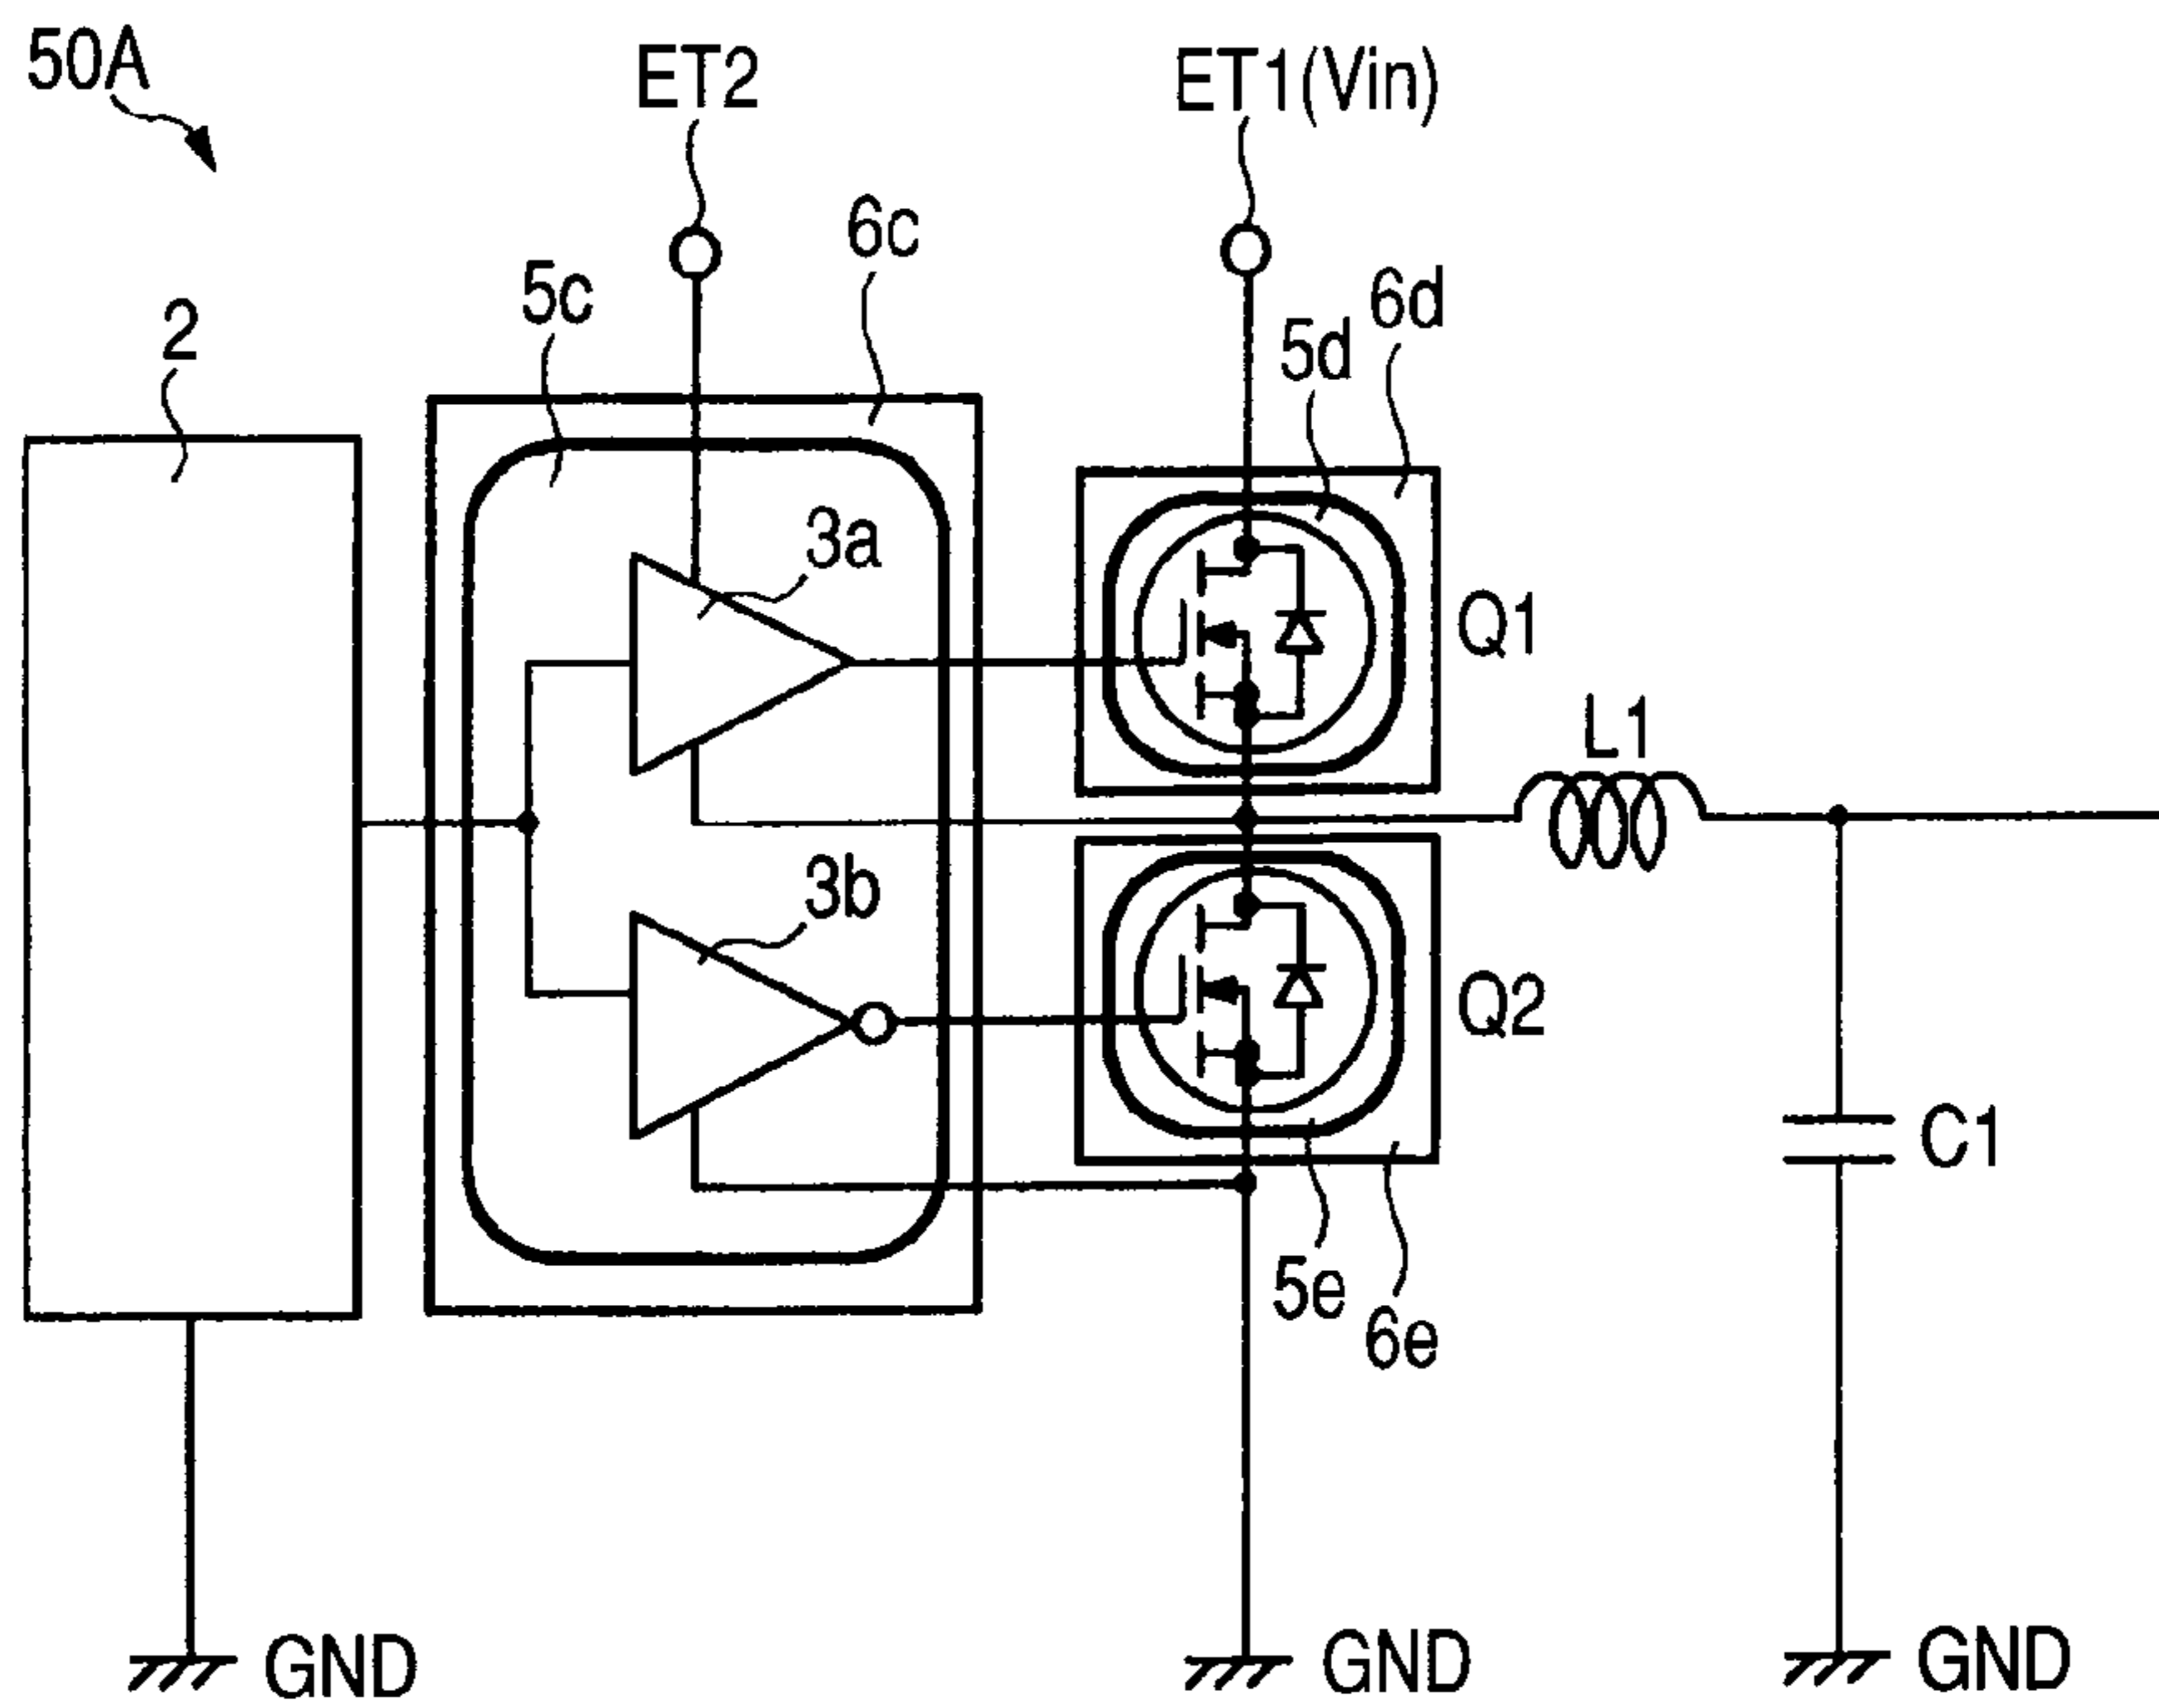 50A
ET2
ET1(Vin)
6c
5c
6d
2
5d
3a
Q1
L1
3b
Q2
C1
5e
6e
GND
GND
GND